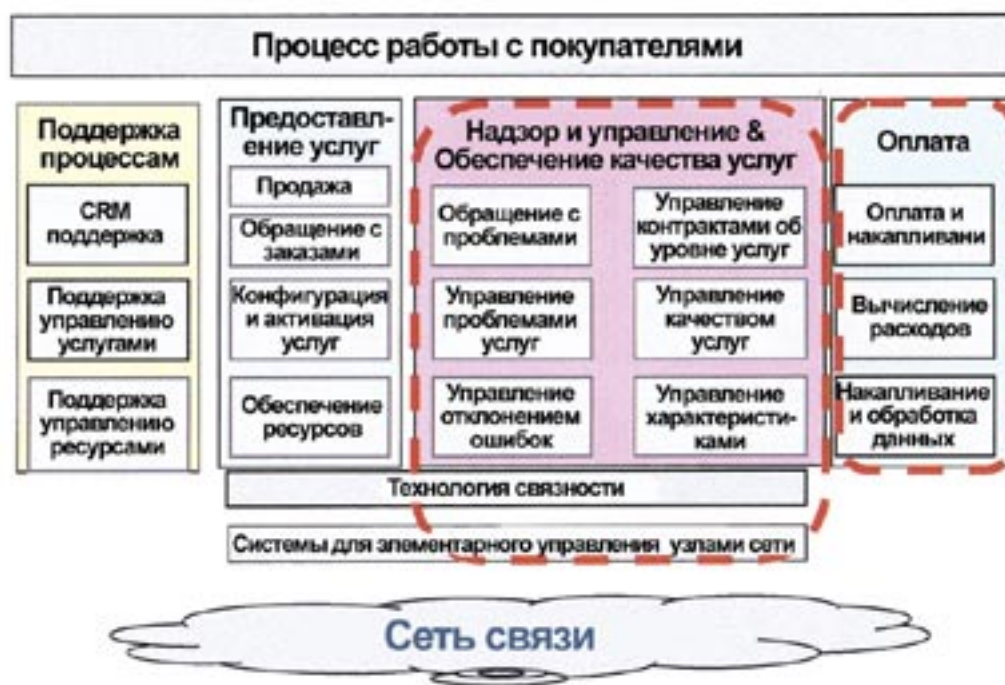 Процесс работы с покупателями
Поддержка
процессам
CRM
поддержка
Поддержка
управлению
услугами
Поддержка
управлению
ресурсами
Предоставл-
ение услуг
Продажа
Обращение с
заказами
Конфигурация
и активация
услуг
Обеспечение
ресурсов
Надзор и управление &
Обеспечение качества услуг
Обращение с
проблемами
Управление
проблемами
услуг
Управление
отклонением
ошибок
Управление
контрактами об
уровне услуг
Управление
качеством
услуг
Управление
характеристи-
ками
Оплата
Оплата и
накапливани
Вычисление
расходов
Накапливание
и обработка
данных
Технология связности
Системы для элементарного управления узлами сети
Сеть связи